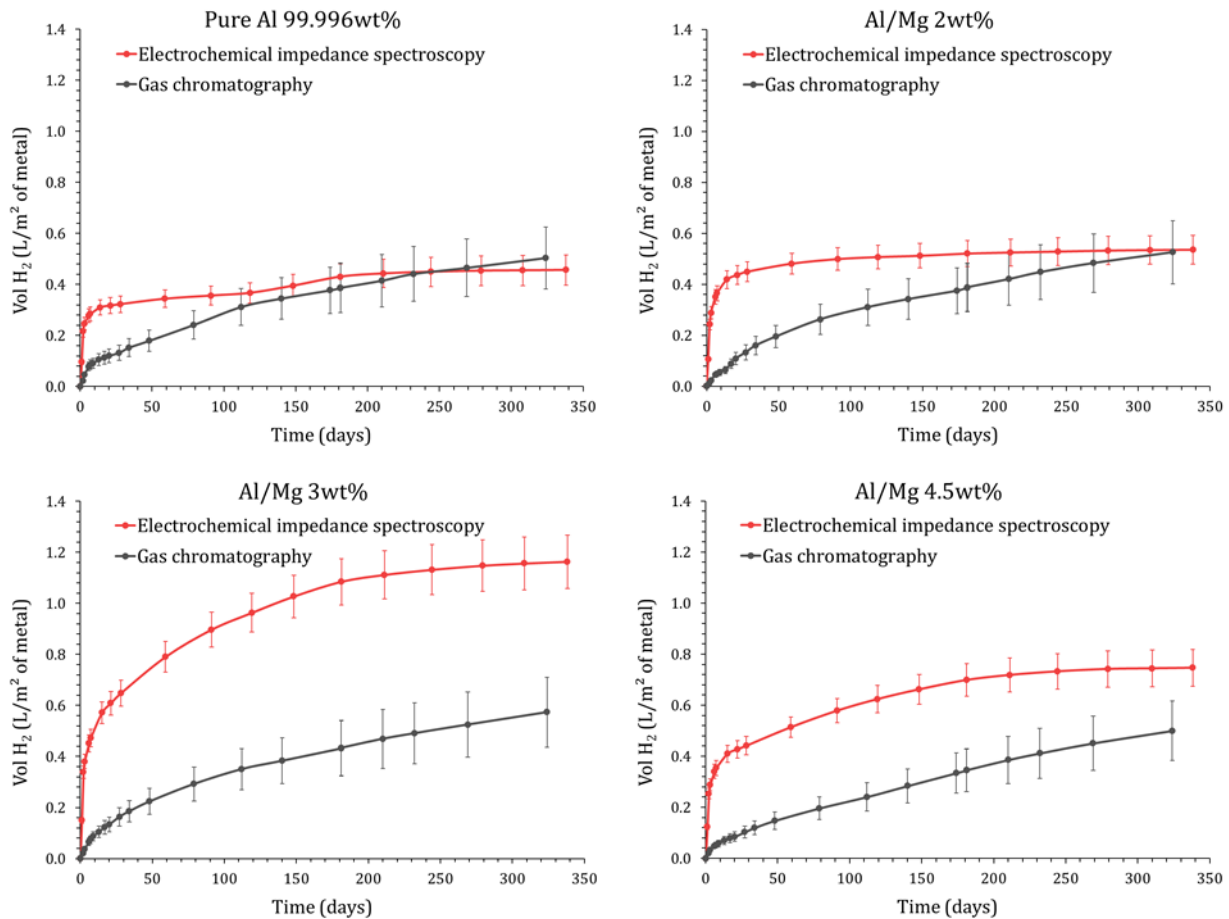 Pure Al 99.996wt%
Electrochemical impedance spectroscopy
Gas chromatography
Vol H₂ (L/m² of metal)
1.4
1.2
1.0
0.8
0.6
0.4
0.2
0.0
0 50 100 150 200 250 300 350
Time (days)
Al/Mg 2wt%
Electrochemical impedance spectroscopy
Gas chromatography
Vol H₂ (L/m² of metal)
1.4
1.2
1.0
0.8
0.6
0.4
0.2
0.0
0 50 100 150 200 250 300 350
Time (days)
Al/Mg 3wt%
Electrochemical impedance spectroscopy
Gas chromatography
Vol H₂ (L/m² of metal)
1.4
1.2
1.0
0.8
0.6
0.4
0.2
0.0
0 50 100 150 200 250 300 350
Time (days)
Al/Mg 4.5wt%
Electrochemical impedance spectroscopy
Gas chromatography
Vol H₂ (L/m² of metal)
1.4
1.2
1.0
0.8
0.6
0.4
0.2
0.0
0 50 100 150 200 250 300 350
Time (days)